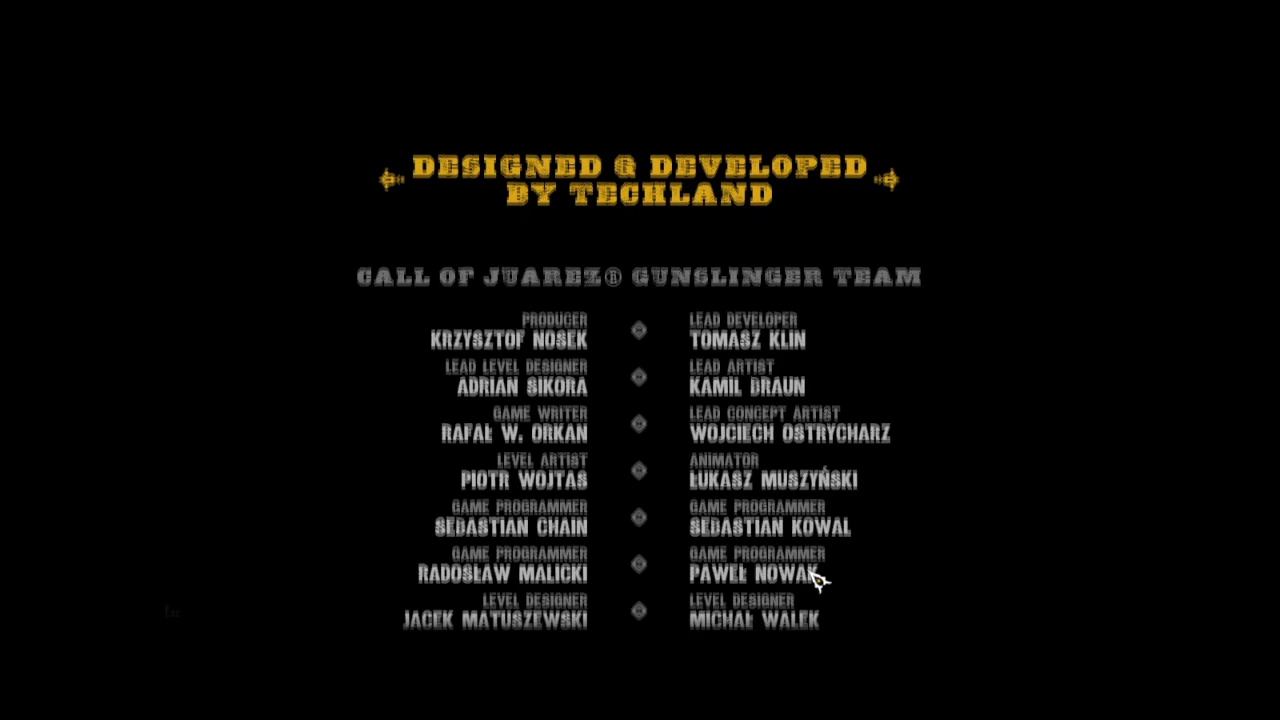 DESIGNED & DEVELOPED
BY TECHLAND
CALL OF JUAREZ® GUNSLINGER TEAM
PRODUCER
KRZYSZTOF NOSEK
LEAD DEVELOPER
TOMASZ KLIN
LEAD LEVEL DESIGNER
ADRIAN SIKORA
LEAD ARTIST
KAMIL BRAUN
GAME WRITER
RAFAŁ W. ORKAN
LEAD CONCEPT ARTIST
WOJCIECH OSTRYCHARZ
LEVEL ARTIST
PIOTR WOJTAS
ANIMATOR
ŁUKASZ MUSZYŃSKI
GAME PROGRAMMER
SEBASTIAN CHAIN
GAME PROGRAMMER
SEBASTIAN KOWAL
GAME PROGRAMMER
RADOSŁAW MALICKI
GAME PROGRAMMER
PAWEŁ NOWAK
LEVEL DESIGNER
JACEK MATUSZEWSKI
LEVEL DESIGNER
MICHAŁ WALEK